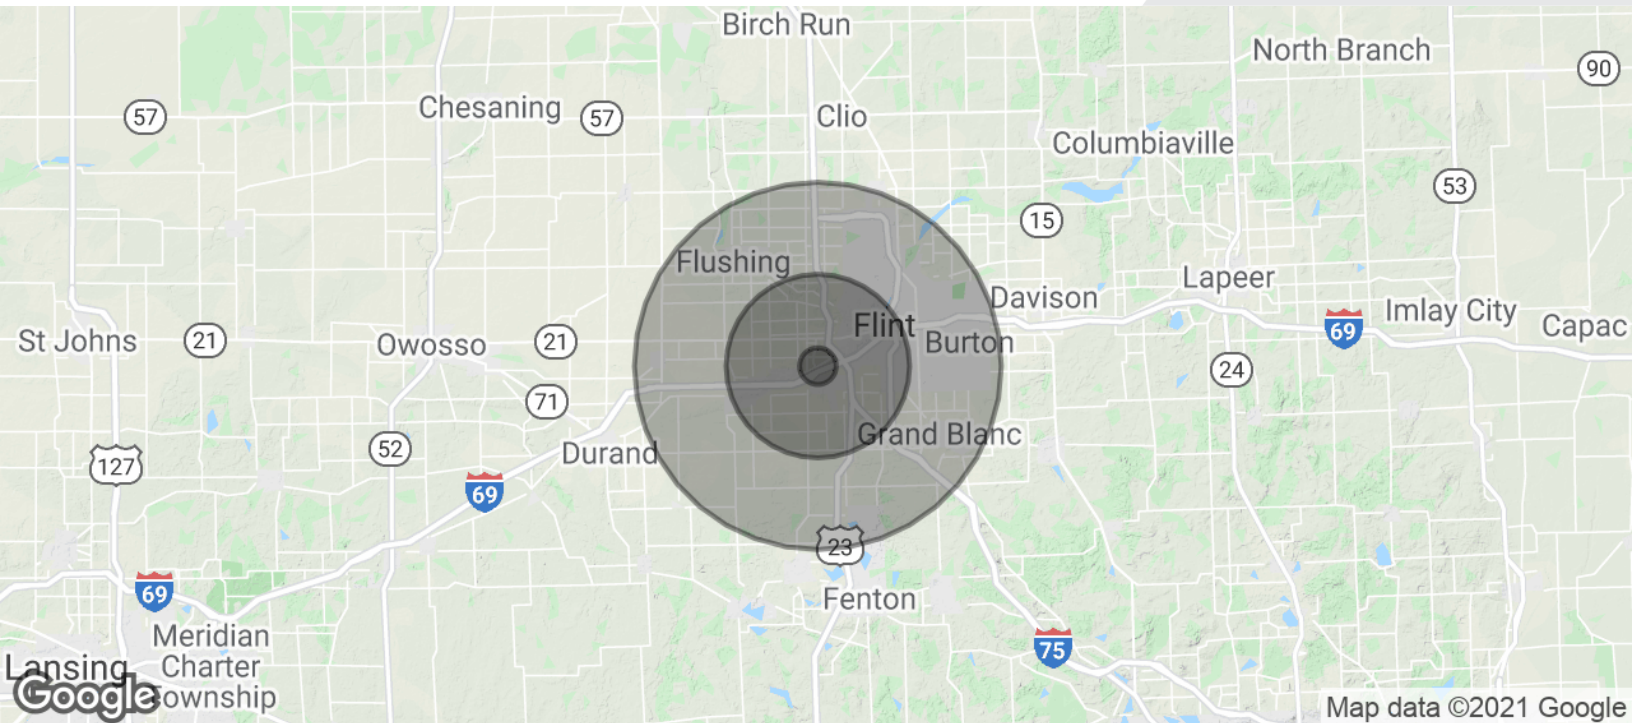 Birch Run
North Branch
90
Chesaning
57
57
Clio
Columbiaville
53
15
Flushing
Lapeer
Davison
Imlay City
Flint
69
Capac
St Johns
21
Owosso
21
Burton
24
71
Grand Blanc
52
Durand
127
69
23
69
Fenton
Meridian
Charter
Township
75
Lansing
Google
Map data ©2021 Google